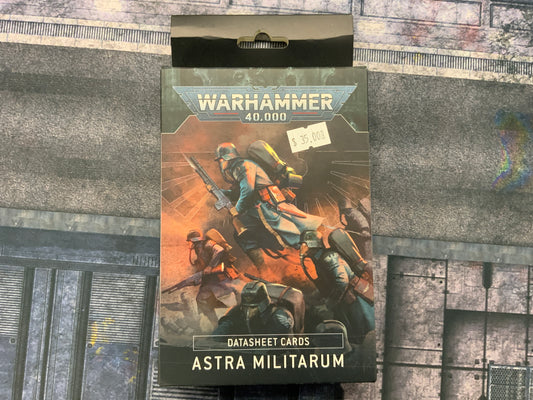 WARHAMMER
40,000
$ 35.00
DATASHEET CARDS
ASTRA MILITARUM